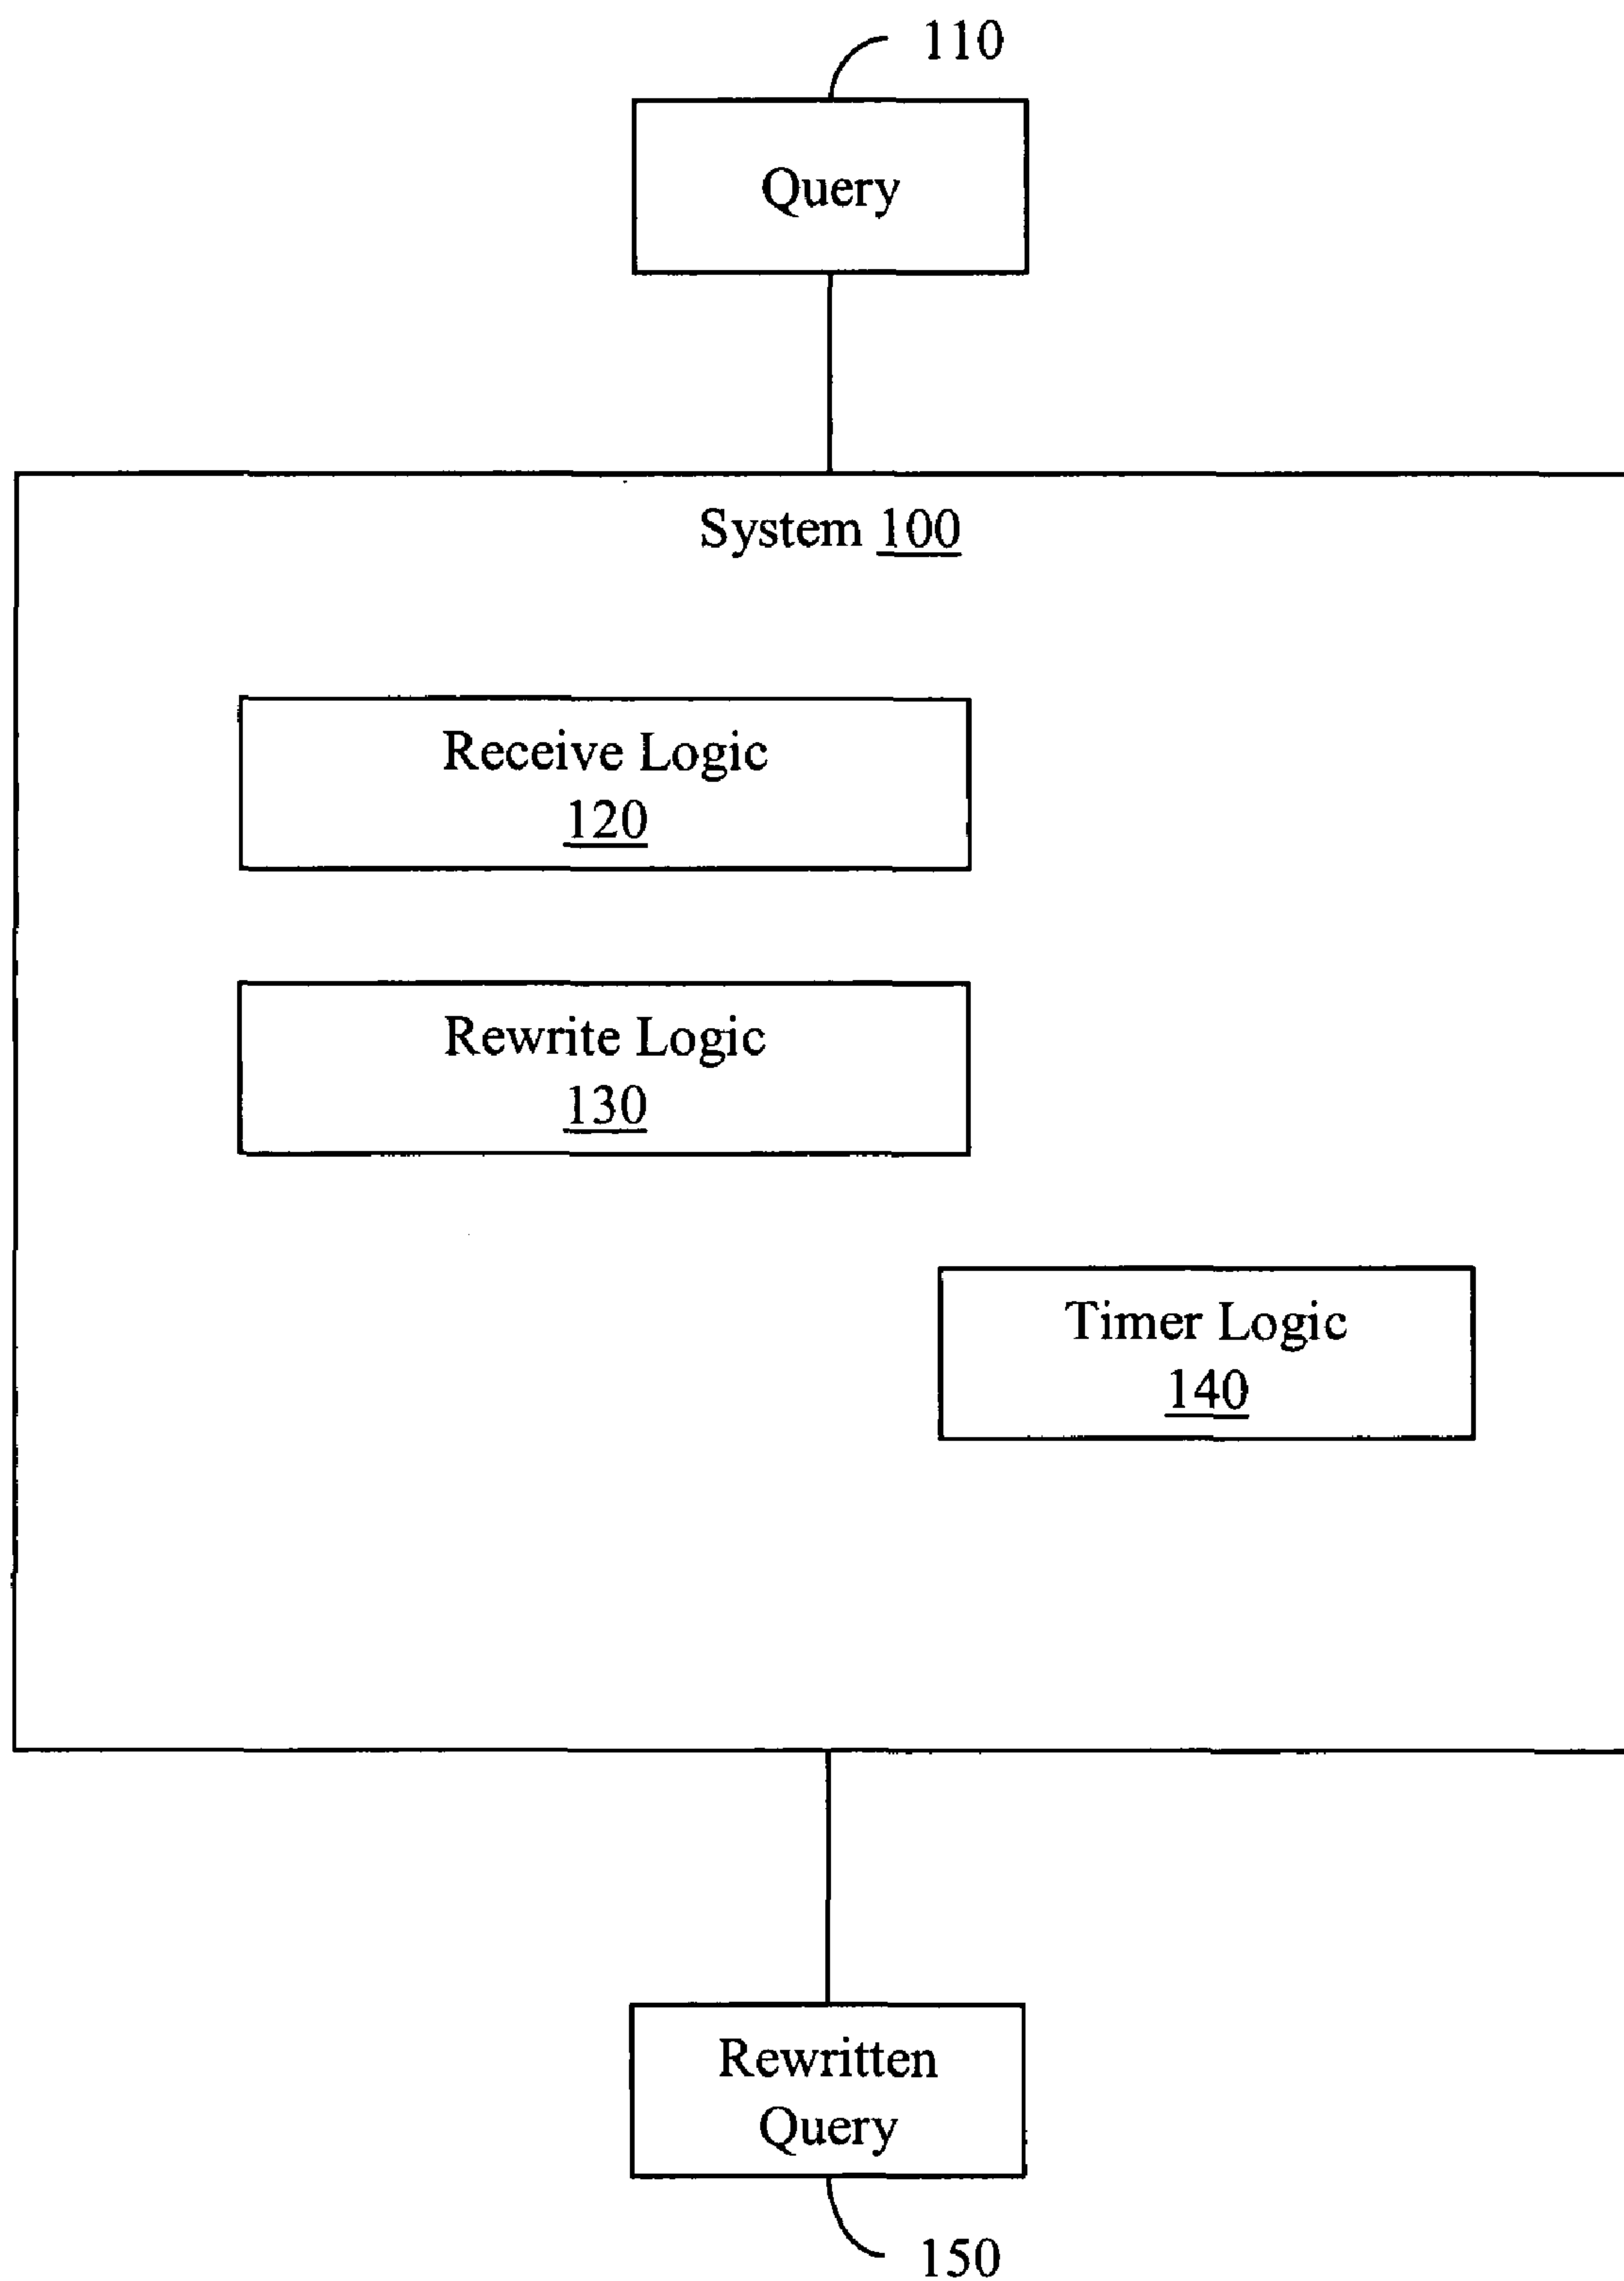 110
Query
System 100
Receive Logic
120
Rewrite Logic
130
Timer Logic
140
Rewritten
Query
150